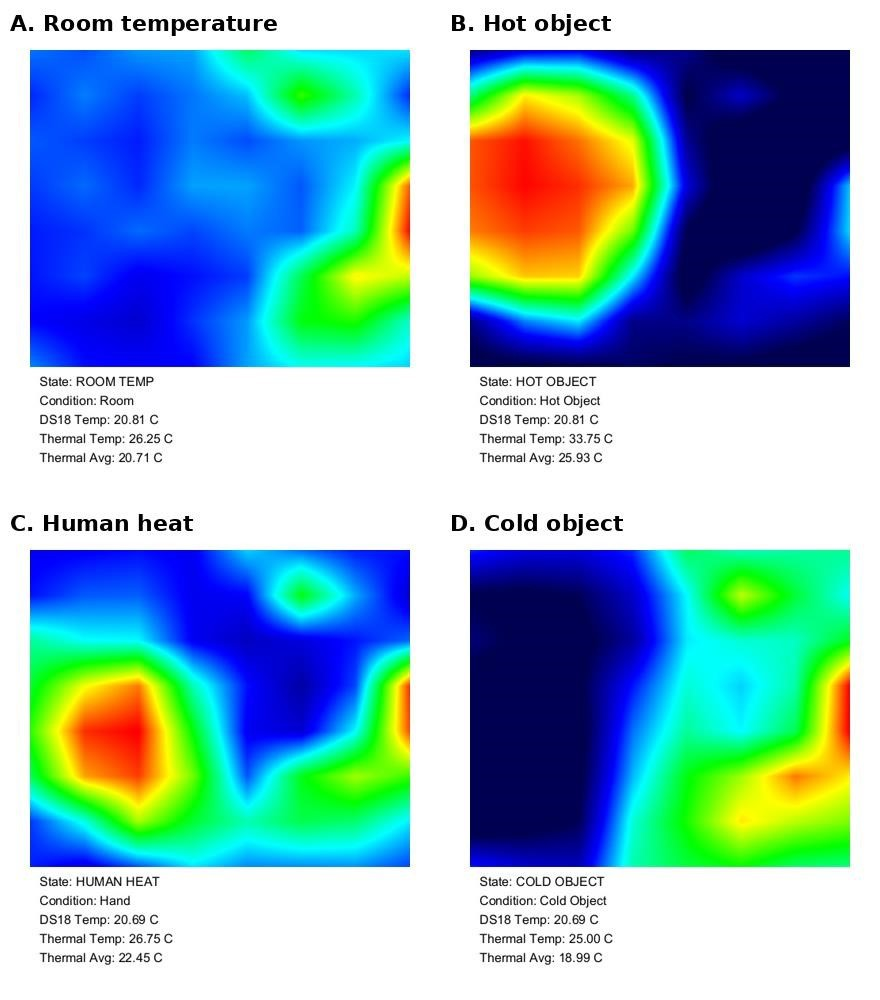 A. Room temperature
State: ROOM TEMP
Condition: Room
DS18 Temp: 20.81 C
Thermal Temp: 26.25 C
Thermal Avg: 20.71 C
B. Hot object
State: HOT OBJECT
Condition: Hot Object
DS18 Temp: 20.81 C
Thermal Temp: 33.75 C
Thermal Avg: 25.93 C
C. Human heat
State: HUMAN HEAT
Condition: Hand
DS18 Temp: 20.69 C
Thermal Temp: 26.75 C
Thermal Avg: 22.45 C
D. Cold object
State: COLD OBJECT
Condition: Cold Object
DS18 Temp: 20.69 C
Thermal Temp: 25.00 C
Thermal Avg: 18.99 C